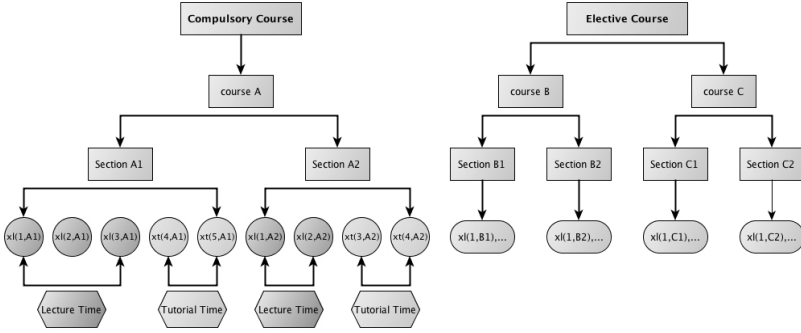 Compulsory Course
Elective Course
course A
course B
course C
Section A1
Section A2
Section B1
Section B2
Section C1
Section C2
xl(1,A1)
xl(2,A1)
xl(3,A1)
xt(4,A1)
xt(5,A1)
xl(1,A2)
xl(2,A2)
xt(3,A2)
xt(4,A2)
xl(1,B1),...
xl(1,B2),...
xl(1,C1),...
xl(1,C2),...
Lecture Time
Tutorial Time
Lecture Time
Tutorial Time